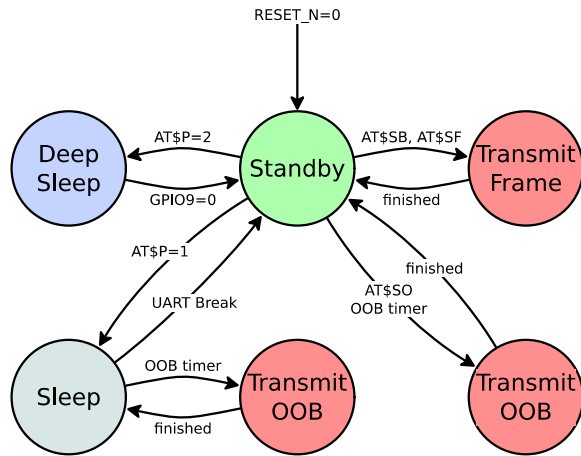 RESET_N=0
AT$P=2
AT$SB, AT$SF
Deep
Sleep
Standby
Transmit
Frame
GPIO9=0
finished
AT$P=1
finished
UART Break
AT$SO
OOB timer
OOB timer
Sleep
Transmit
OOB
Transmit
OOB
finished